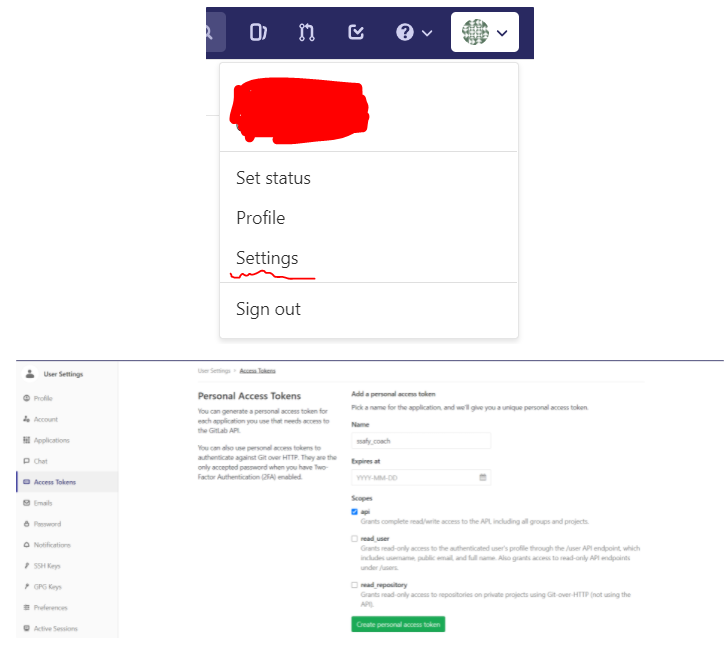 Set status
Profile
Settings
Sign out
User Settings
Profile
Account
Applications
Chat
Access Tokens
Emails
Password
Notifications
SSH Keys
GPG Keys
Preferences
Active Sessions
User Settings > Access Tokens
Personal Access Tokens
You can generate a personal access token for
each application you use that needs access to
the GitLab API.
You can also use personal access tokens to
authenticate against Git over HTTP. They are the
only accepted password when you have Two-
Factor Authentication (2FA) enabled.
Add a personal access token
Pick a name for the application, and we'll give you a unique personal access token.
Name
ssafy_coach
Expires at
YYYY-MM-DD
Scopes
api
Grants complete read/write access to the API, including all groups and projects.
read_user
Grants read-only access to the authenticated user's profile through the /user API endpoint, which
includes username, public email, and full name. Also grants access to read-only API endpoints
under /users.
read_repository
Grants read-only access to repositories on private projects using Git-over-HTTP (not using the
API).
Create personal access token